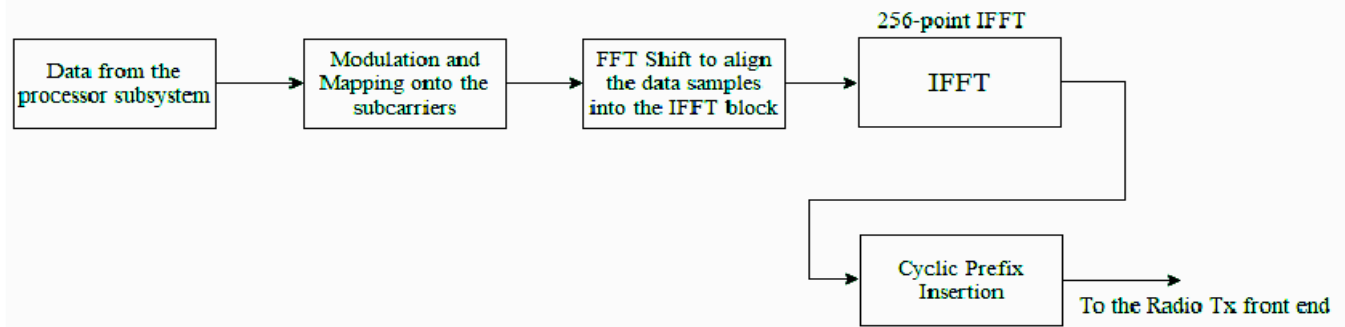 Data from the
processor subsystem
Modulation and
Mapping onto the
subcarriers
FFT Shift to align
the data samples
into the IFFT block
256-point IFFT
IFFT
Cyclic Prefix
Insertion
To the Radio Tx front end